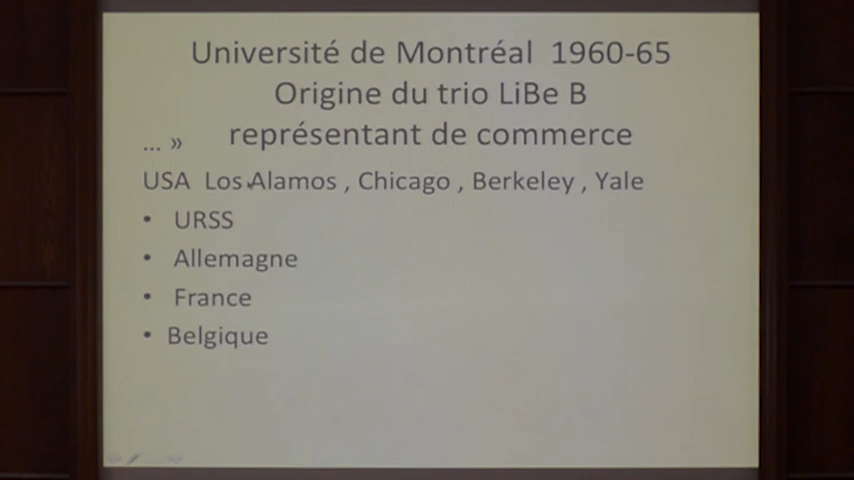 Université de Montréal 1960-65
Origine du trio LiBe B
représentant de commerce
... »
USA Los Alamos , Chicago , Berkeley , Yale
• URSS
• Allemagne
• France
• Belgique